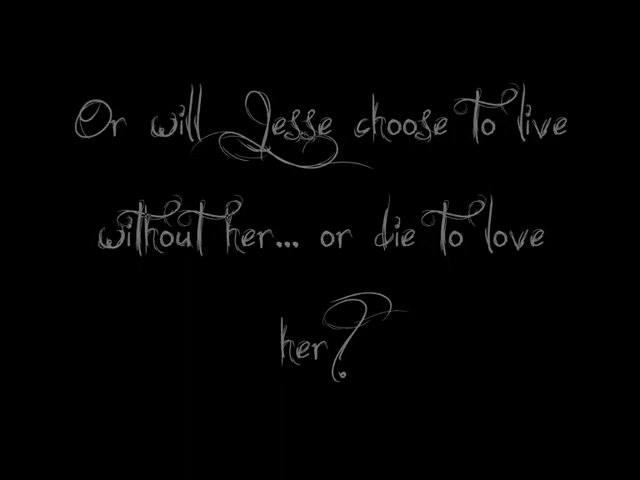 Or will Jesse choose to live
without her... or die to love
her?